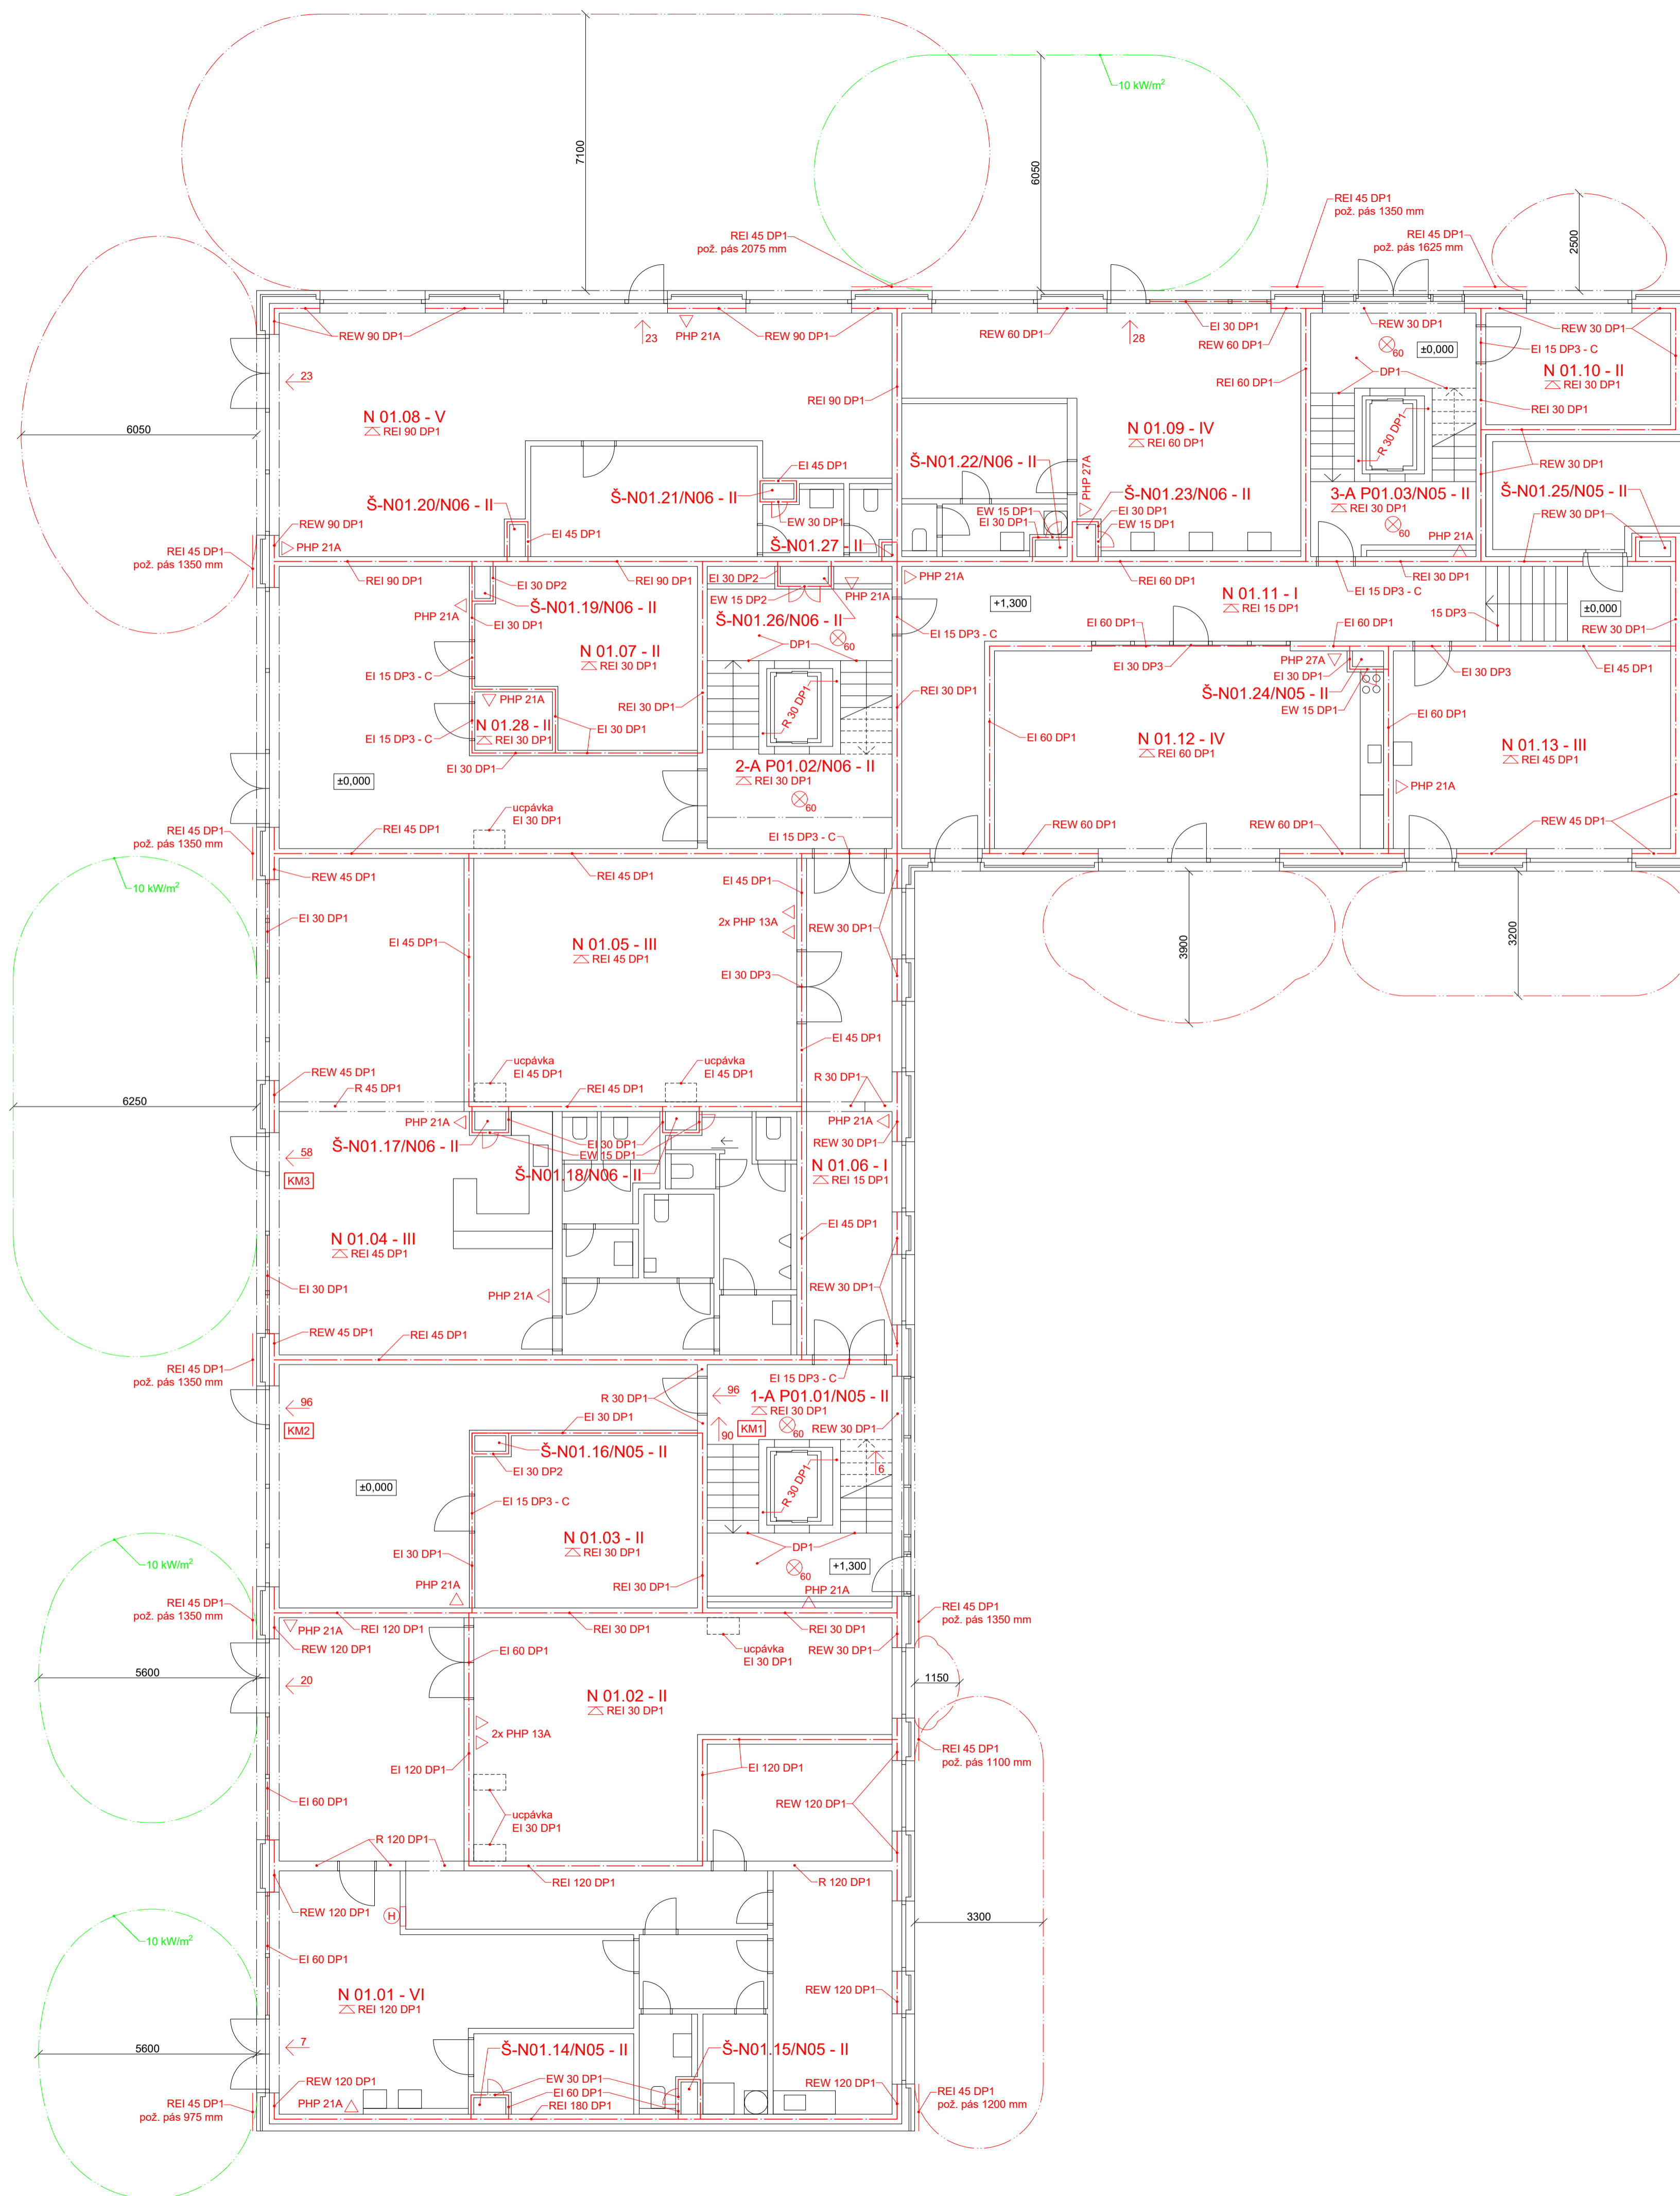 10 kW/m²
7100
6050
REI 45 DP1
pož. pás 1350 mm
2500
REI 45 DP1
pož. pás 2075 mm
REI 45 DP1
pož. pás 1625 mm
REW 90 DP1
23
PHP 21A
REW 90 DP1
REW 60 DP1
28
EI 30 DP1
REW 60 DP1
REW 30 DP1
60
±0,000
REW 30 DP1
EI 15 DP3 - C
23
DP1
N 01.10 - II
REI 30 DP1
REI 60 DP1
REI 90 DP1
REI 30 DP1
N 01.08 - V
REI 90 DP1
6050
N 01.09 - IV
REI 60 DP1
R 30 DP1
EI 45 DP1
Š-N01.22/N06 - II
PHP 27A
REW 30 DP1
Š-N01.20/N06 - II
Š-N01.21/N06 - II
Š-N01.23/N06 - II
3-A P01.03/N05 - II
REI 30 DP1
Š-N01.25/N05 - II
REW 90 DP1
EI 45 DP1
EW 30 DP1
EW 15 DP1
EI 30 DP1
EI 30 DP1
EW 15 DP1
60
REW 30 DP1
PHP 21A
REI 45 DP1
pož. pás 1350 mm
PHP 21A
Š-N01.27 - II
REI 90 DP1
EI 30 DP2
REI 90 DP1
EI 30 DP2
PHP 21A
REI 60 DP1
REI 30 DP1
EI 15 DP3 - C
Š-N01.19/N06 - II
PHP 21A
EW 15 DP2
PHP 21A
Š-N01.26/N06 - II
+1,300
N 01.11 - I
REI 15 DP1
15 DP3
±0,000
EI 30 DP1
60
EI 15 DP3 - C
EI 60 DP1
EI 60 DP1
REW 30 DP1
N 01.07 - II
REI 30 DP1
DP1
EI 30 DP3
PHP 27A
EI 30 DP1
EI 30 DP3
EI 45 DP1
EI 15 DP3 - C
Š-N01.24/N05 - II
EW 15 DP1
PHP 21A
REI 30 DP1
R 30 DP1
REI 30 DP1
N 01.28 - II
REI 30 DP1
EI 30 DP1
EI 60 DP1
EI 60 DP1
EI 15 DP3 - C
N 01.12 - IV
REI 60 DP1
N 01.13 - III
REI 45 DP1
EI 30 DP1
2-A P01.02/N06 - II
REI 30 DP1
±0,000
PHP 21A
60
ucpávka
EI 30 DP1
REI 45 DP1
pož. pás 1350 mm
REI 45 DP1
EI 15 DP3 - C
REW 60 DP1
REW 60 DP1
REW 45 DP1
10 kW/m²
REW 45 DP1
REI 45 DP1
EI 45 DP1
EI 30 DP1
2x PHP 13A
REW 30 DP1
EI 45 DP1
N 01.05 - III
REI 45 DP1
3900
3200
EI 30 DP3
EI 45 DP1
REW 45 DP1
R 45 DP1
ucpávka
EI 45 DP1
ucpávka
EI 45 DP1
R 30 DP1
6250
REI 45 DP1
PHP 21A
PHP 21A
Š-N01.17/N06 - II
EI 30 DP1
EW 15 DP1
REW 30 DP1
58
KM3
Š-N01.18/N06 - II
N 01.06 - I
REI 15 DP1
N 01.04 - III
REI 45 DP1
EI 45 DP1
EI 30 DP1
PHP 21A
REW 30 DP1
REW 45 DP1
REI 45 DP1
REI 45 DP1
pož. pás 1350 mm
EI 15 DP3 - C
R 30 DP1
96
1-A P01.01/N05 - II
REI 30 DP1
96
KM2
EI 30 DP1
90
KM1
60
REW 30 DP1
Š-N01.16/N05 - II
6
EI 30 DP2
R 30 DP1
±0,000
EI 15 DP3 - C
N 01.03 - II
REI 30 DP1
DP1
10 kW/m²
EI 30 DP1
+1,300
60
PHP 21A
REI 30 DP1
PHP 21A
REI 45 DP1
pož. pás 1350 mm
REI 45 DP1
pož. pás 1350 mm
PHP 21A
REI 120 DP1
REI 30 DP1
REI 30 DP1
REW 120 DP1
EI 60 DP1
ucpávka
EI 30 DP1
REW 30 DP1
5600
20
1150
N 01.02 - II
REI 30 DP1
2x PHP 13A
REI 45 DP1
pož. pás 1100 mm
EI 120 DP1
EI 120 DP1
EI 60 DP1
REW 120 DP1
ucpávka
EI 30 DP1
R 120 DP1
REI 120 DP1
R 120 DP1
REW 120 DP1
H
3300
10 kW/m²
EI 60 DP1
N 01.01 - VI
REI 120 DP1
REW 120 DP1
5600
7
Š-N01.14/N05 - II
Š-N01.15/N05 - II
REW 120 DP1
EW 30 DP1
EI 60 DP1
REI 180 DP1
REW 120 DP1
PHP 21A
REI 45 DP1
pož. pás 975 mm
REI 45 DP1
pož. pás 1200 mm